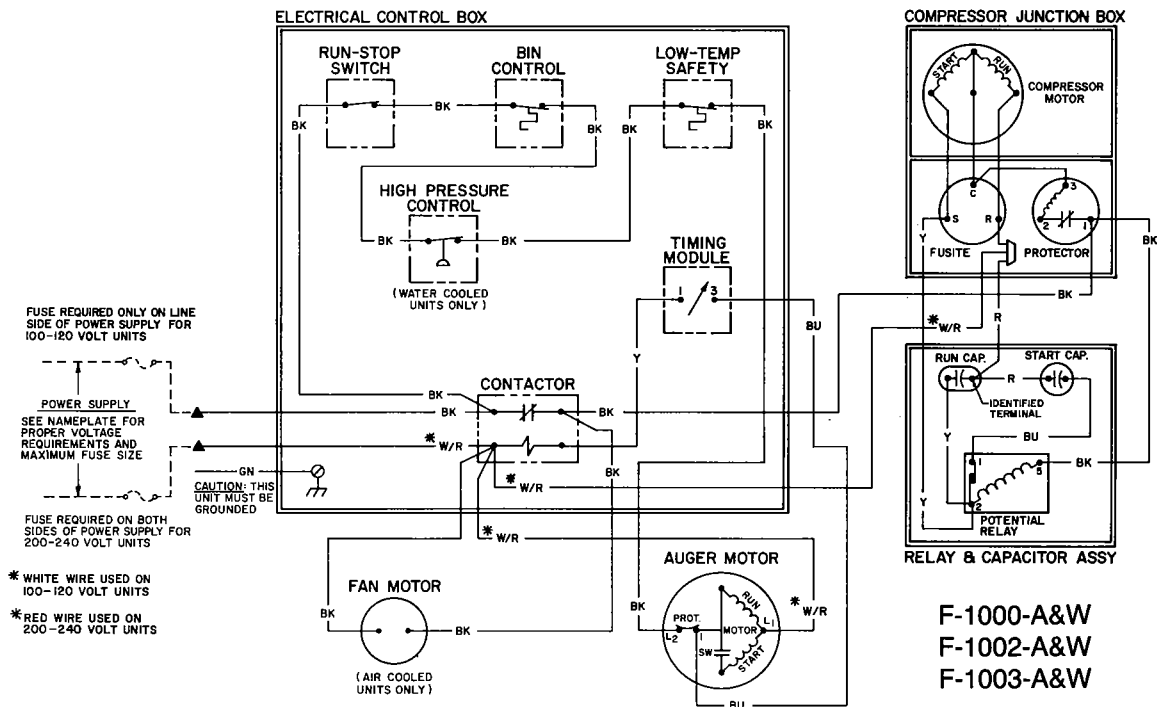 ELECTRICAL CONTROL BOX
COMPRESSOR JUNCTION BOX
RUN-STOP
SWITCH
BIN
CONTROL
LOW-TEMP
SAFETY
BK
BK
BK
BK
BK
HIGH PRESSURE
CONTROL
BK
BK
(WATER COOLED
UNITS ONLY)
TIMING
MODULE
1
3
BU
Y
START
RUN
COMPRESSOR
MOTOR
C
S
R
FUSITE
3
2
1
PROTECTOR
Y
BK
BK
R
* W/R
FUSE REQUIRED ONLY ON LINE
SIDE OF POWER SUPPLY FOR
100-120 VOLT UNITS
POWER SUPPLY
SEE NAMEPLATE FOR
PROPER VOLTAGE
REQUIREMENTS AND
MAXIMUM FUSE SIZE
BK
CONTACTOR
BK
BK
* W/R
BK
* W/R
GN
CAUTION: THIS
UNIT MUST BE
GROUNDED
FUSE REQUIRED ON BOTH
SIDES OF POWER SUPPLY FOR
200-240 VOLT UNITS
* WHITE WIRE USED ON
100-120 VOLT UNITS
* RED WIRE USED ON
200-240 VOLT UNITS
RUN CAP.
START CAP.
R
IDENTIFIED
TERMINAL
Y
BU
1
5
BK
2
Y
POTENTIAL
RELAY
RELAY & CAPACITOR ASSY
* W/R
FAN MOTOR
BK
BK
(AIR COOLED
UNITS ONLY)
AUGER MOTOR
BK
PROT.
L2
1
MOTOR
RUN
L1
SW
START
* W/R
BU
F-1000-A&W
F-1002-A&W
F-1003-A&W